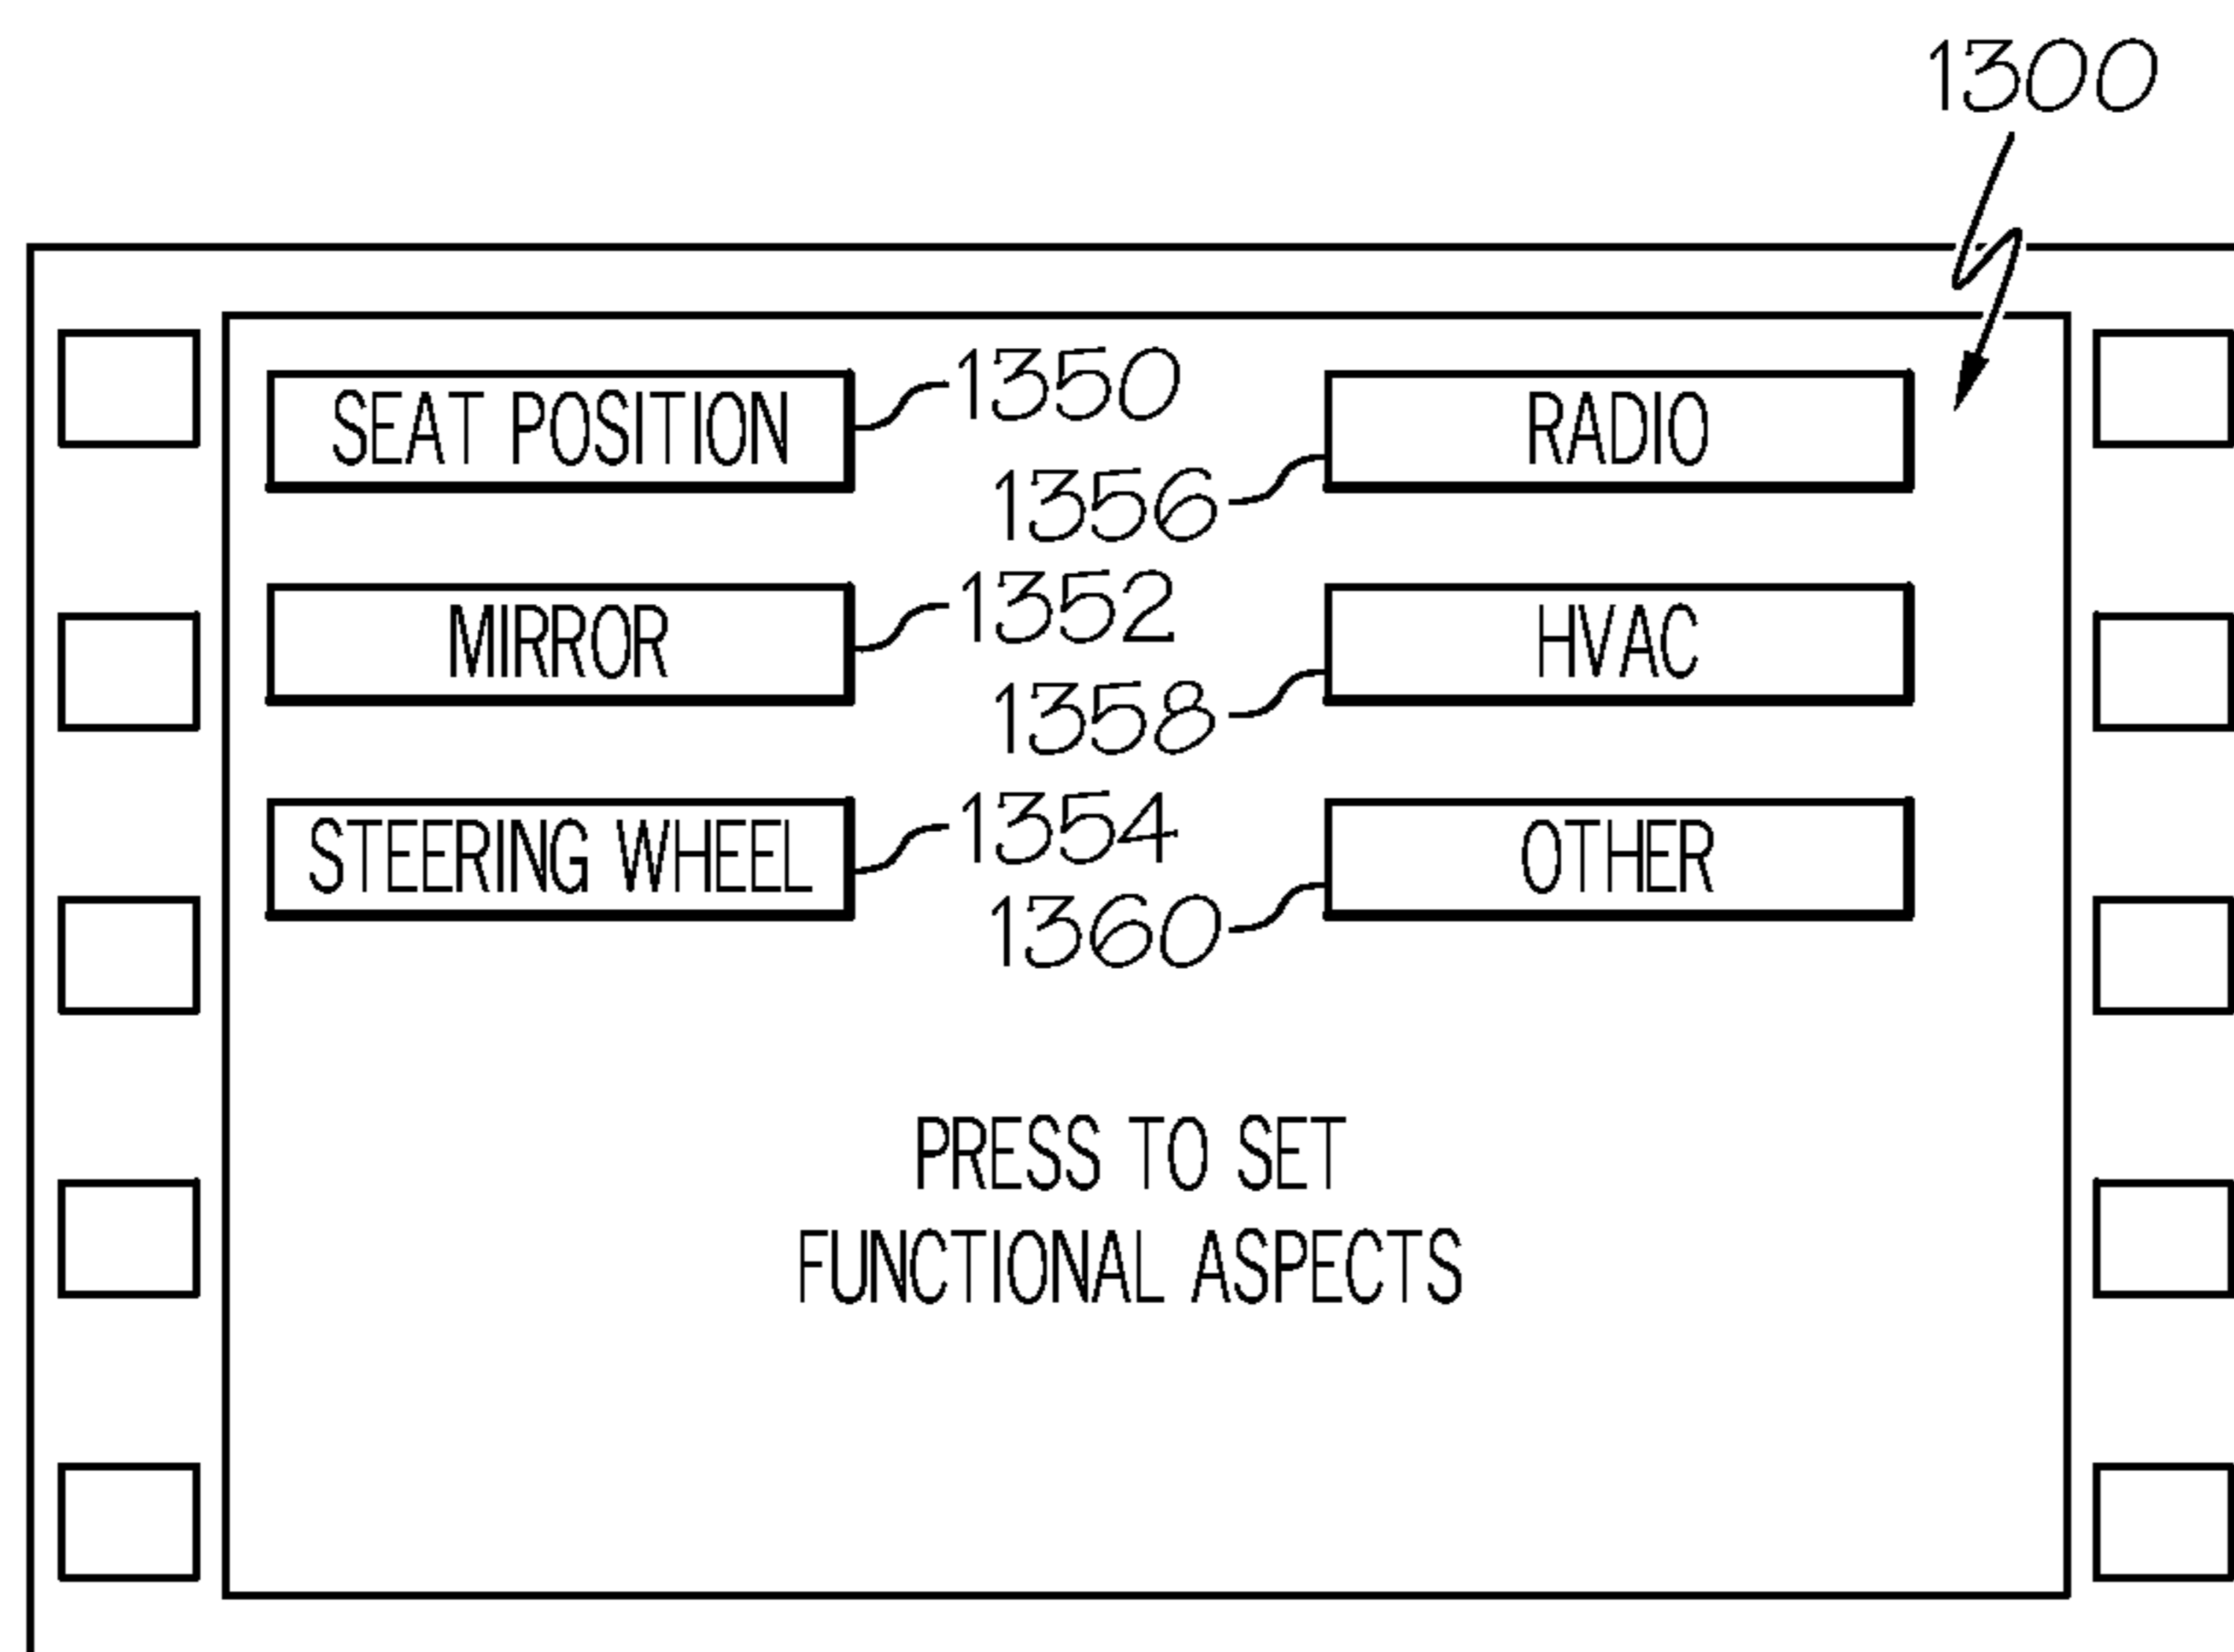 1300
SEAT POSITION 1350 RADIO
1356
MIRROR 1352 HVAC
1358
STEERING WHEEL 1354 OTHER
1360
PRESS TO SET
FUNCTIONAL ASPECTS